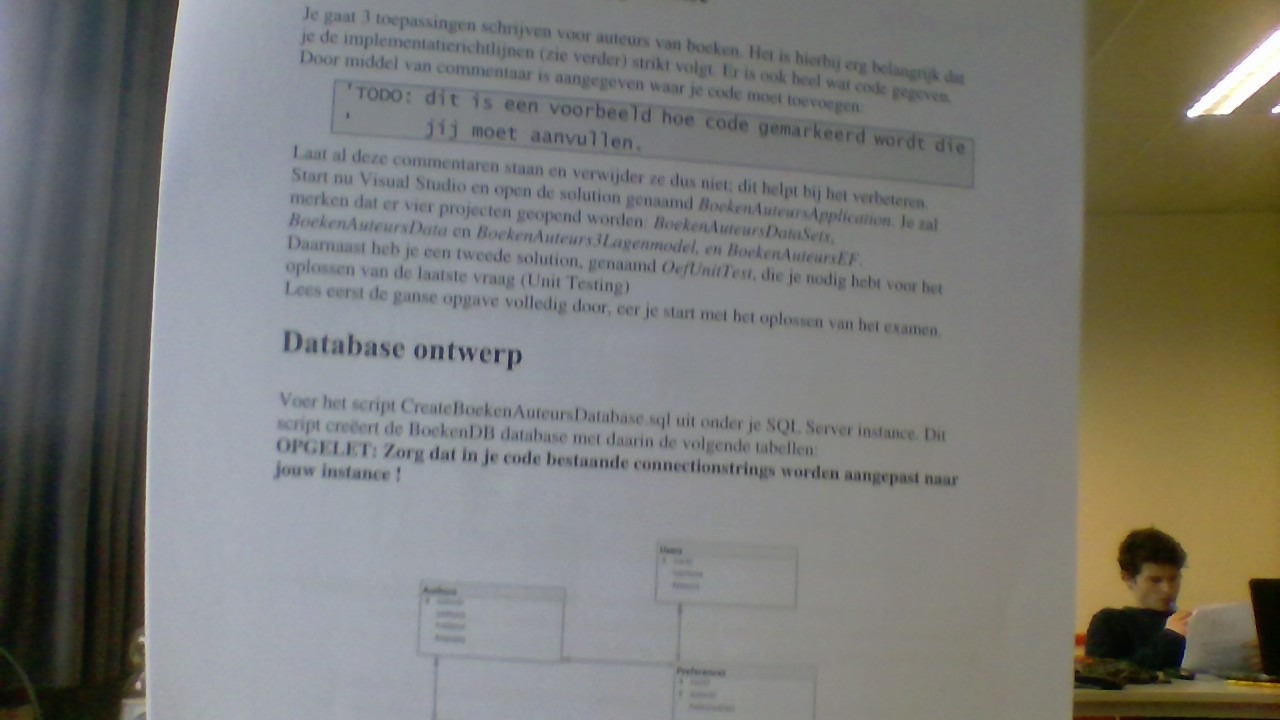 Je gaat 3 toepassingen schrijven voor auteurs van boeken. Het is hierbij erg belangrijk dat
je de implementatierichtlijnen (zie verder) strikt volgt. Er is ook heel wat code gegeven.
Door middel van commentaar is aangegeven waar je code moet toevoegen:
'TODO: dit is een voorbeeld hoe code gemarkeerd wordt die
' jij moet aanvullen.
Laat al deze commentaren staan en verwijder ze dus niet; dit helpt bij het verbeteren.
Start nu Visual Studio en open de solution genaamd BoekenAuteursApplication. Je zal
merken dat er vier projecten geopend worden: BoekenAuteursDataSets,
BoekenAuteursData en BoekenAuteurs3Lagenmodel, en BoekenAuteursEF.
Daarnaast heb je een tweede solution, genaamd OefUnitTest, die je nodig hebt voor het
oplossen van de laatste vraag (Unit Testing)
Lees eerst de ganse opgave volledig door, eer je start met het oplossen van het examen.
Database ontwerp
Voer het script CreateBoekenAuteursDatabase.sql uit onder je SQL Server instance. Dit
script creëert de BoekenDB database met daarin de volgende tabellen:
OPGELET: Zorg dat in je code bestaande connectionstrings worden aangepast naar
jouw instance !
Users
Authors
Preferences